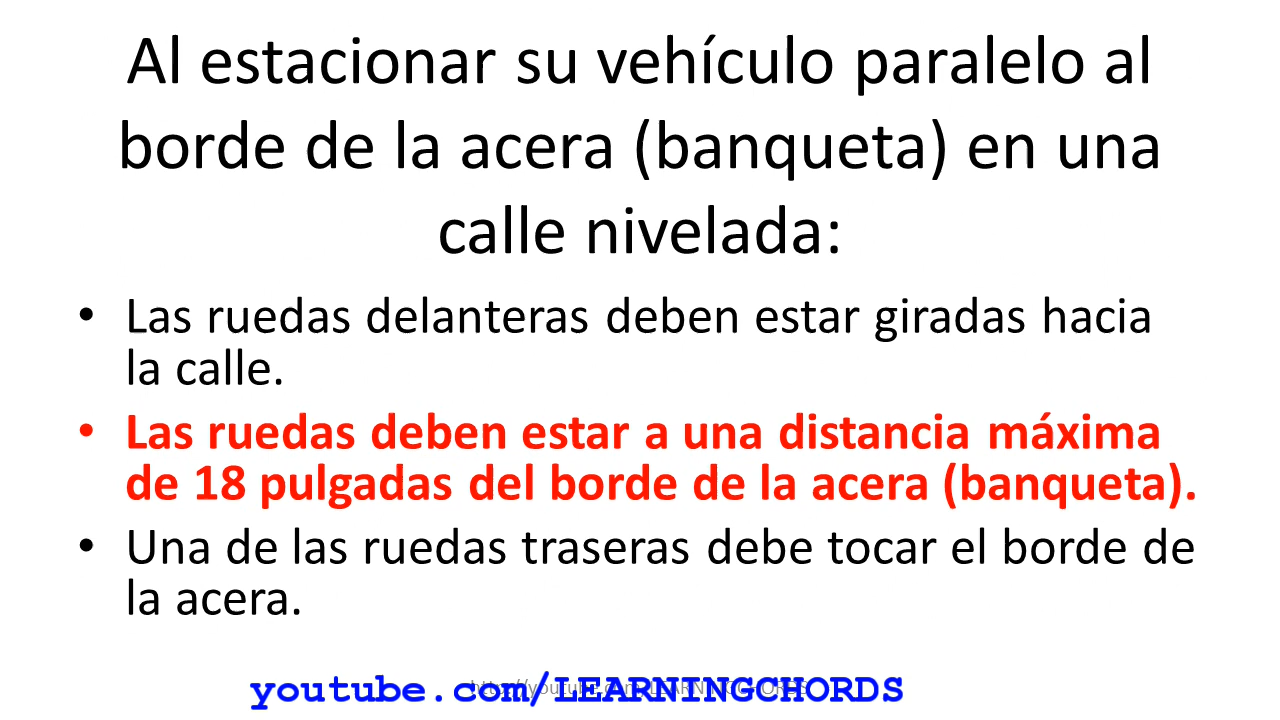 Al estacionar su vehículo paralelo al
borde de la acera (banqueta) en una
calle nivelada:
• Las ruedas delanteras deben estar giradas hacia
la calle.
• Las ruedas deben estar a una distancia máxima
de 18 pulgadas del borde de la acera (banqueta).
• Una de las ruedas traseras debe tocar el borde de
la acera.
youtube.com/LEARNINGCHORDS